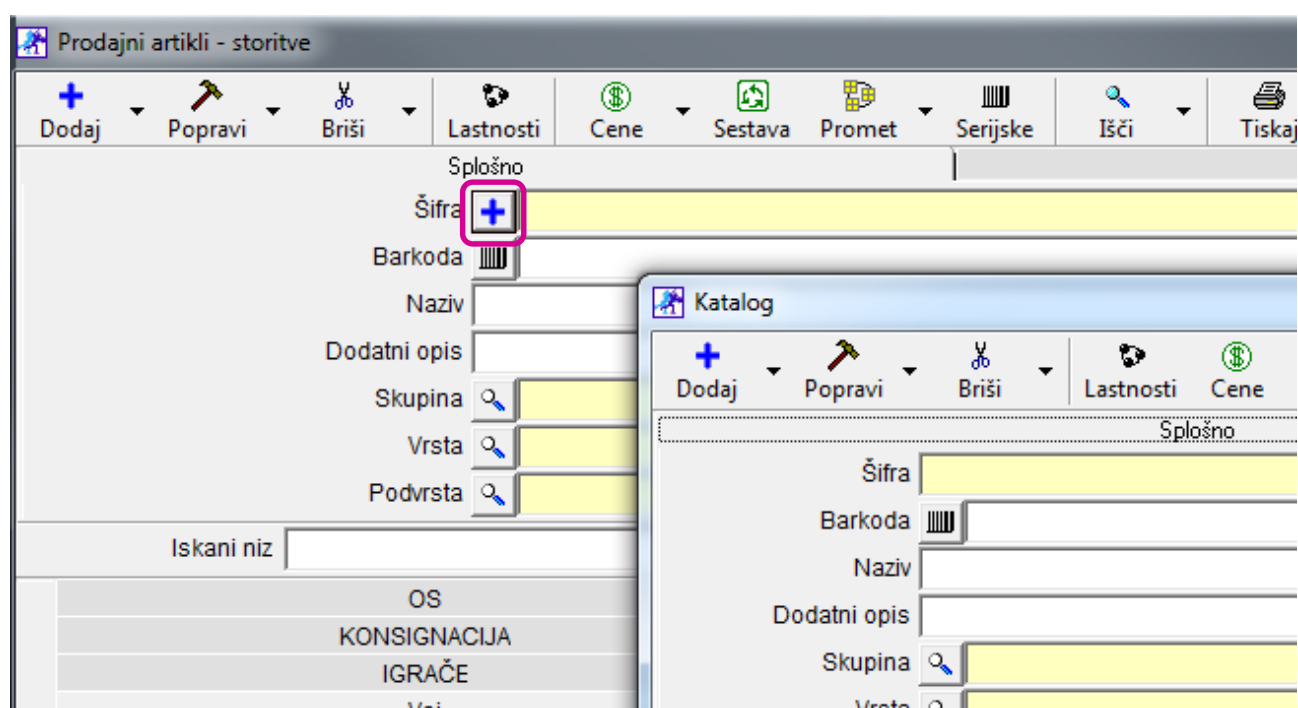 Prodajni artikli - storitve
Dodaj Popravi Briši Lastnosti Cene Sestava Promet Serijske Išči Tiskaj
Splošno
Šifra
Barkoda
Naziv
Dodatni opis
Skupina
Vrsta
Podvrsta
Iskani niz
OS
KONSIGNACIJA
IGRAČE
Katalog
Dodaj Popravi Briši Lastnosti Cene
Splošno
Šifra
Barkoda
Naziv
Dodatni opis
Skupina
Vrsta